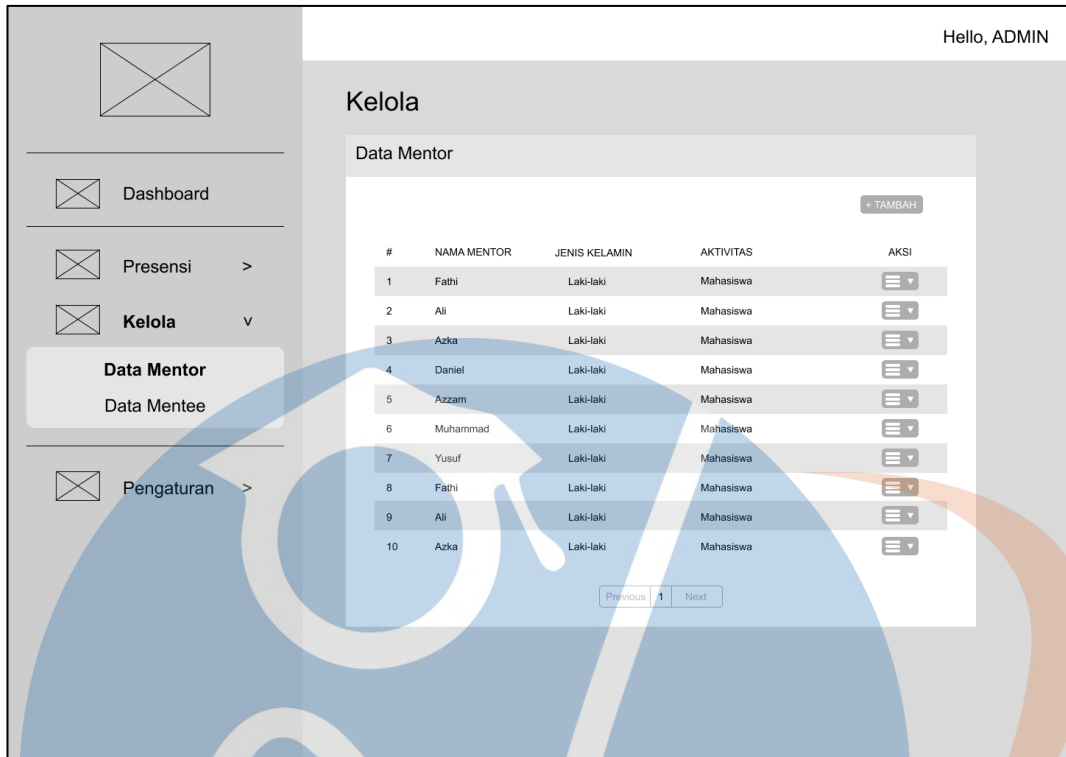 Hello, ADMIN
Dashboard
Presensi >
Kelola v
Data Mentor
Data Mentee
Pengaturan >
Kelola
Data Mentor
+ TAMBAH
# NAMA MENTOR JENIS KELAMIN AKTIVITAS AKSI
1 Fathi Laki-laki Mahasiswa
2 Ali Laki-laki Mahasiswa
3 Azka Laki-laki Mahasiswa
4 Daniel Laki-laki Mahasiswa
5 Azzam Laki-laki Mahasiswa
6 Muhammad Laki-laki Mahasiswa
7 Yusuf Laki-laki Mahasiswa
8 Fathi Laki-laki Mahasiswa
9 Ali Laki-laki Mahasiswa
10 Azka Laki-laki Mahasiswa
Previous 1 Next